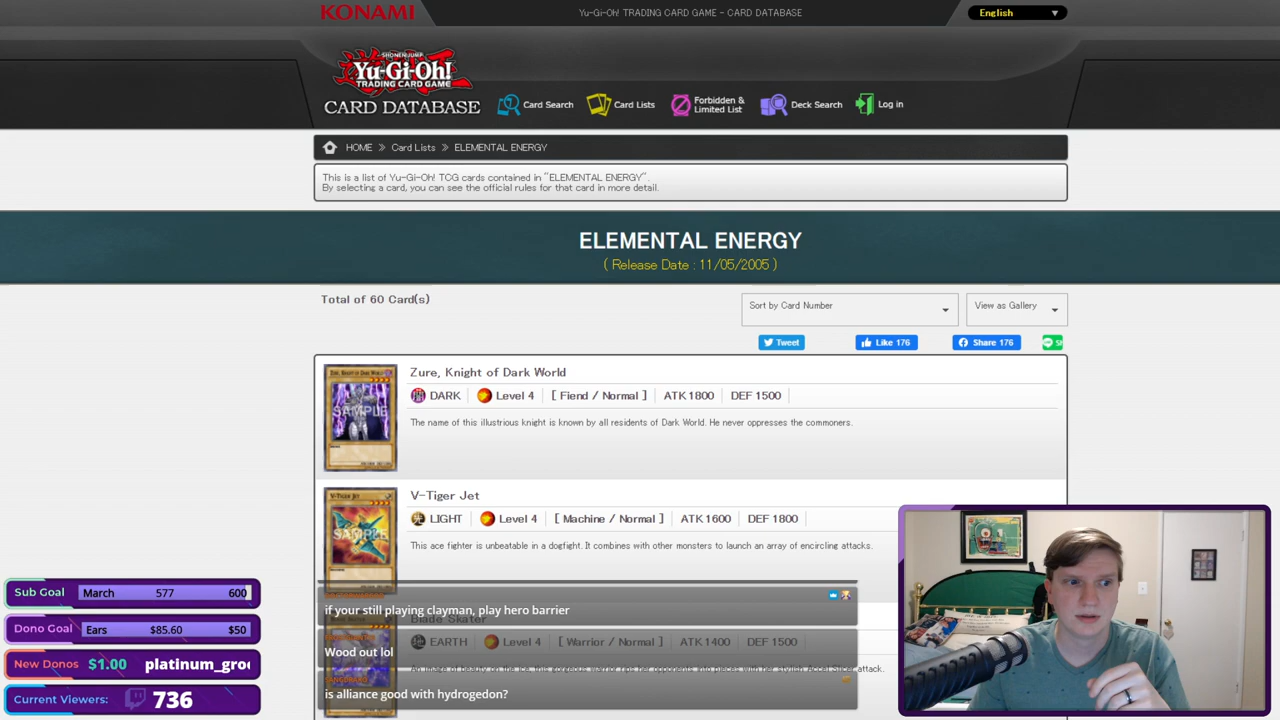 KONAMI
Yu-Gi-Oh! TRADING CARD GAME - CARD DATABASE
English
SHONEN JUMP
Yu-Gi-Oh!
TRADING CARD GAME
CARD DATABASE
Card Search
Card Lists
Forbidden &
Limited List
Deck Search
Log in
HOME >> Card Lists >> ELEMENTAL ENERGY
This is a list of Yu-Gi-Oh! TCG cards contained in "ELEMENTAL ENERGY".
By selecting a card, you can see the official rules for that card in more detail.
ELEMENTAL ENERGY
( Release Date : 11/05/2005 )
Total of 60 Card(s)
Sort by Card Number
View as Gallery
Tweet
Like 176
Share 176
Zure, Knight of Dark World
DARK Level 4 [ Fiend / Normal ] ATK 1800 DEF 1500
The name of this illustrious knight is known by all residents of Dark World. He never oppresses the commoners.
SAMPLE
V-Tiger Jet
LIGHT Level 4 [ Machine / Normal ] ATK 1600 DEF 1800
This ace fighter is unbeatable in a dogfight. It combines with other monsters to launch an array of encircling attacks.
V-TIGER JET
SAMPLE
if your still playing clayman, play hero barrier
Blade Skater
EARTH Level 4 [ Warrior / Normal ] ATK 1400 DEF 1500
Wood out lol
attack.
is alliance good with hydrogedon?
Sub Goal March 577 600
Dono Goal Ears $85.60 $50
New Donos $1.00 platinum_gro
Current Viewers: 736